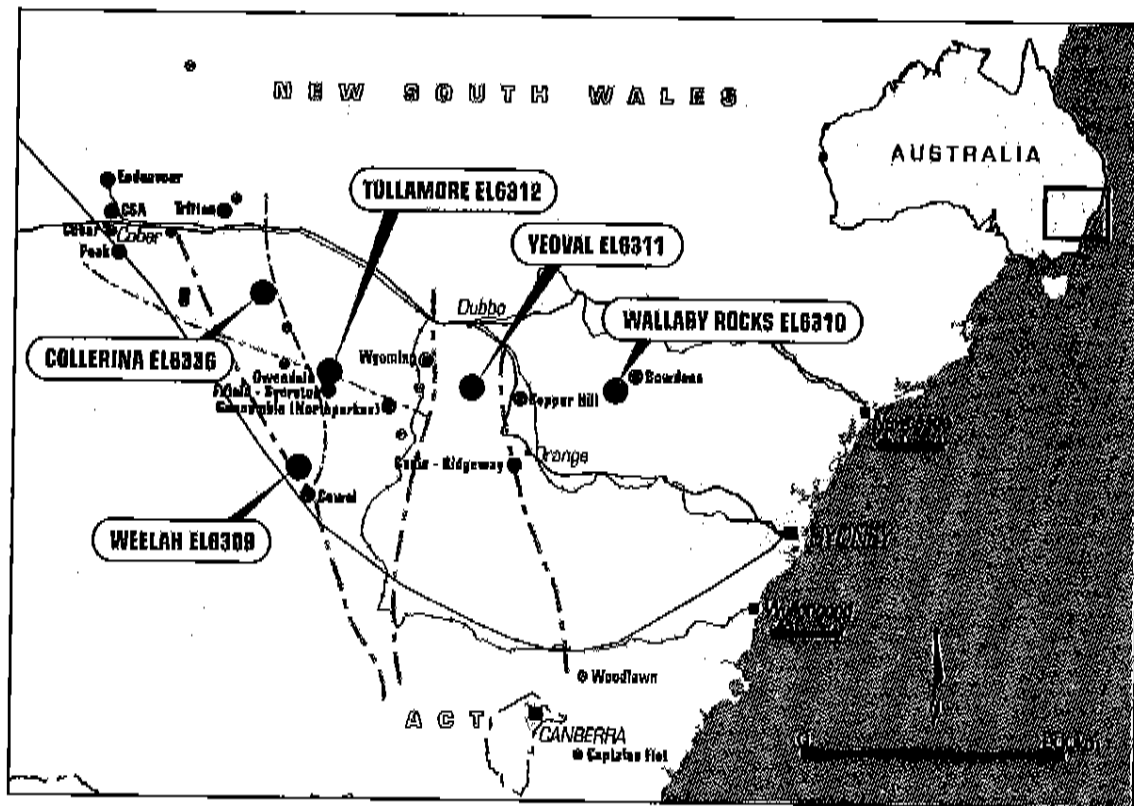 NEW SOUTH WALES
AUSTRALIA
Endeavour
CSA
Tritton
Cobar
Peak
TULLAMORE EL6312
YEOVAL EL6311
WALLABY ROCKS EL6310
COLLERINA EL6336
WEELAH EL6309
Dubbo
Wyoming
Owendale
(Northparkes)
Bowdens
Copper Hill
Orange
Cadia - Ridgeway
Cowal
SYDNEY
Woodlawn
ACT
CANBERRA
Captains Flat